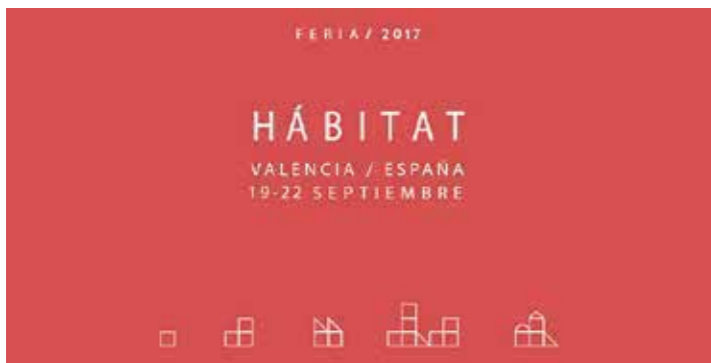 FERIA / 2017
HÁBITAT
VALENCIA / ESPAÑA
19-22 SEPTIEMBRE